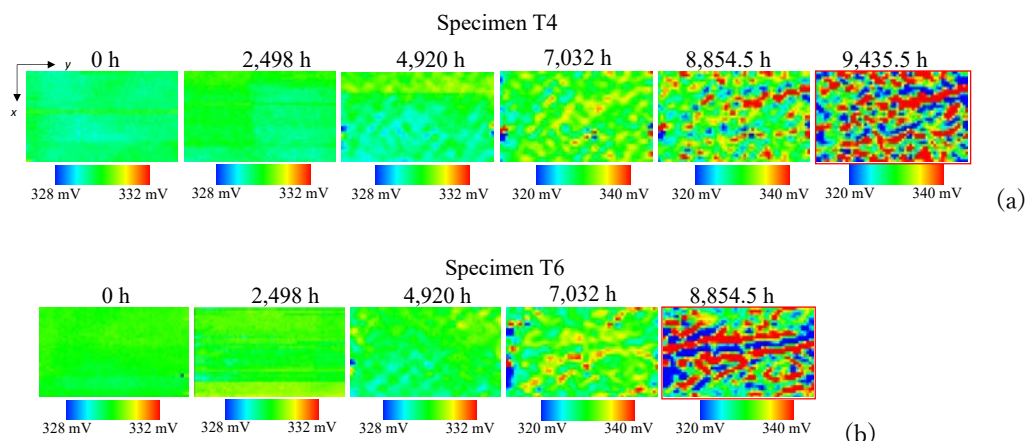 Specimen T4
0 h 2,498 h 4,920 h 7,032 h 8,854.5 h 9,435.5 h
y
x
328 mV 332 mV 328 mV 332 mV 328 mV 332 mV 320 mV 340 mV 320 mV 340 mV 320 mV 340 mV
(a)
Specimen T6
0 h 2,498 h 4,920 h 7,032 h 8,854.5 h
328 mV 332 mV 328 mV 332 mV 328 mV 332 mV 320 mV 340 mV 320 mV 340 mV
(b)